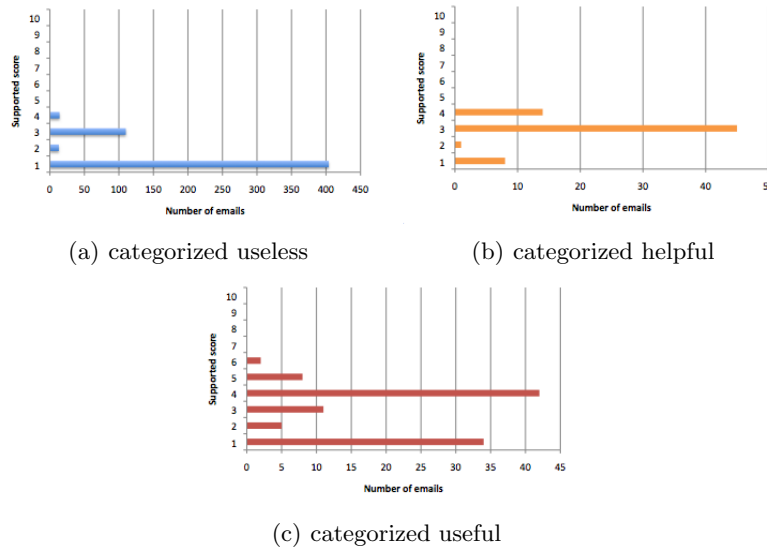 10
9
8
7
6
5
4
3
2
1
Supported score
0 50 100 150 200 250 300 350 400 450
Number of emails
(a) categorized useless
10
9
8
7
6
5
4
3
2
1
Supported score
0 10 20 30 40
Number of emails
(b) categorized helpful
10
9
8
7
6
5
4
3
2
1
Supported score
0 5 10 15 20 25 30 35 40 45
Number of emails
(c) categorized useful